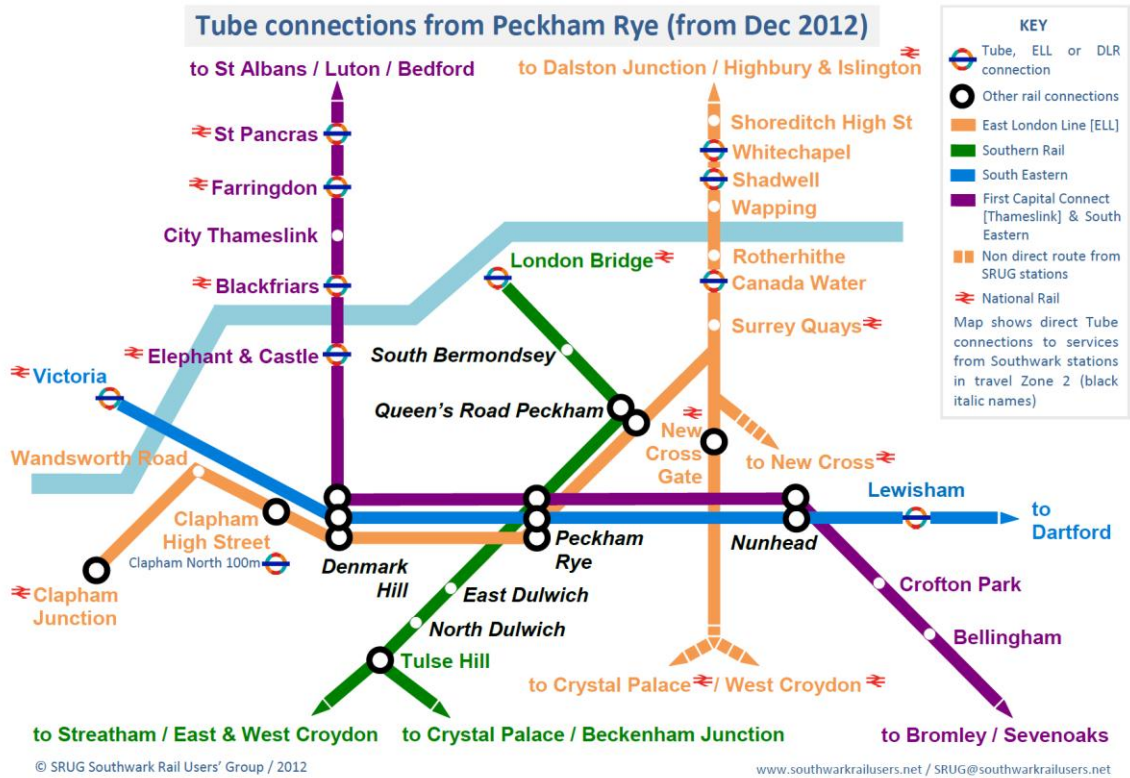 Tube connections from Peckham Rye (from Dec 2012)
to St Albans / Luton / Bedford
to Dalston Junction / Highbury & Islington
St Pancras
Farringdon
City Thameslink
Blackfriars
Elephant & Castle
Victoria
Wandsworth Road
Clapham
High Street
Clapham North 100m
Clapham
Junction
London Bridge
South Bermondsey
Queen's Road Peckham
Shoreditch High St
Whitechapel
Shadwell
Wapping
Rotherhithe
Canada Water
Surrey Quays
New
Cross
Gate
to New Cross
Lewisham
to
Dartford
Denmark
Hill
Peckham
Rye
Nunhead
East Dulwich
North Dulwich
Tulse Hill
Crofton Park
Bellingham
to Crystal Palace / West Croydon
to Streatham / East & West Croydon
to Crystal Palace / Beckenham Junction
to Bromley / Sevenoaks
KEY
Tube, ELL or DLR
connection
Other rail connections
East London Line [ELL]
Southern Rail
South Eastern
First Capital Connect
[Thameslink] & South
Eastern
Non direct route from
SRUG stations
National Rail
Map shows direct Tube
connections to services
from Southwark stations
in travel Zone 2 (black
italic names)
© SRUG Southwark Rail Users' Group / 2012
www.southwarkrailusers.net / SRUG@southwarkrailusers.net